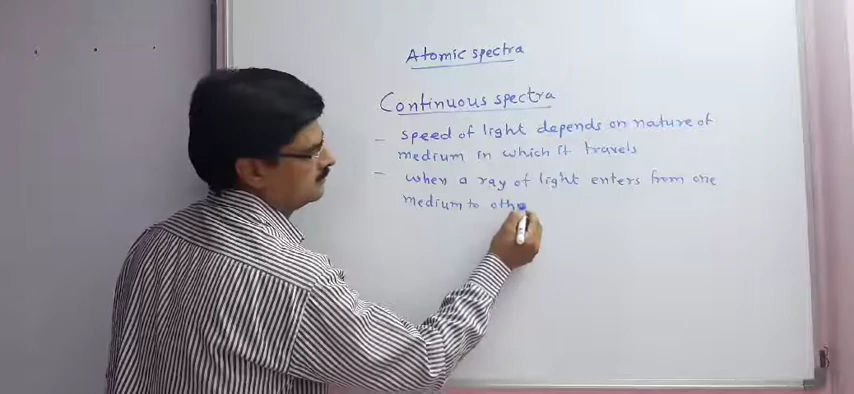 Atomic spectra
Continuous spectra
- speed of light depends on nature of
medium in which it travels
- when a ray of light enters from one
medium to othe